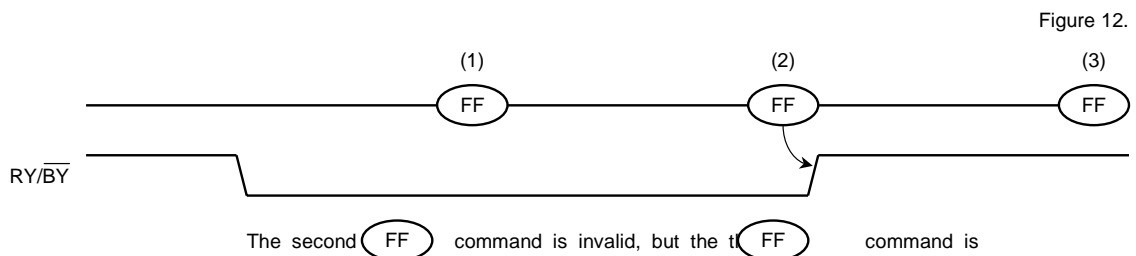 Figure 12.
(1) (2) (3)
FF FF FF
RY/BY
The second FF command is invalid, but the FF command is